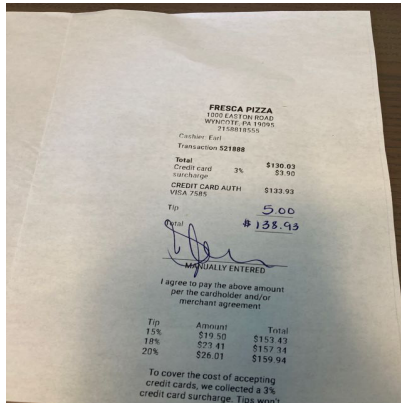 FRESCA PIZZA
1000 EASTON ROAD
WYNCOTE, PA 19095
2158818555
Cashier: Earl
Transaction 521888
Total $130.03
Credit card surcharge 3% $3.90
CREDIT CARD AUTH $133.93
VISA 7585
Tip 5.00
Total $138.93
MANUALLY ENTERED
I agree to pay the above amount
per the cardholder and/or
merchant agreement
Tip Amount Total
15% $19.50 $153.43
18% $23.41 $157.34
20% $26.01 $159.94
To cover the cost of accepting
credit cards, we collected a 3%
credit card surcharge. Tips won't